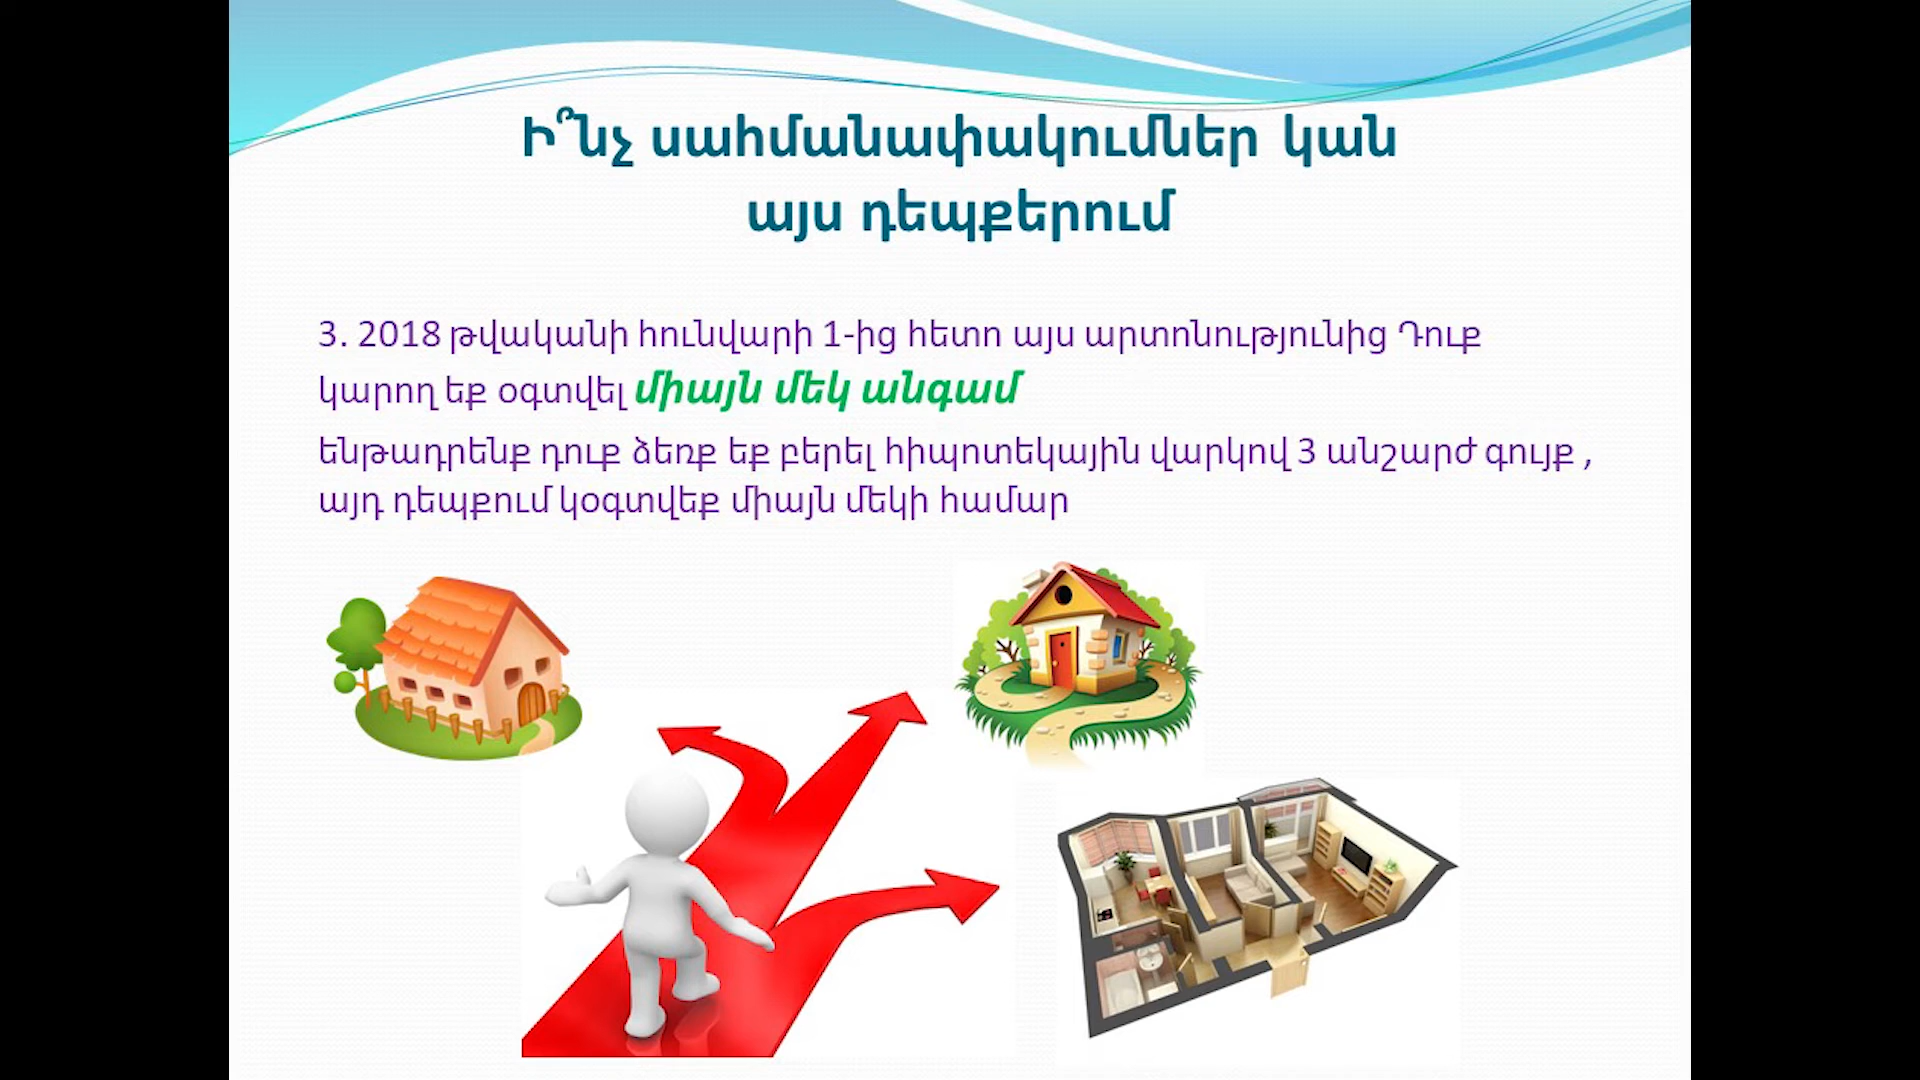 Ի՞նչ սահմանափակումներ կան
այս դեպքերում
3. 2018 թվականի հունվարի 1-ից հետո այս արտոնությունից Դուք
կարող եք օգտվել միայն մեկ անգամ
ենթադրենք դուք ձեռք եք բերել հիպոտեկային վարկով 3 անշարժ գույք ,
այդ դեպքում կօգտվեք միայն մեկի համար